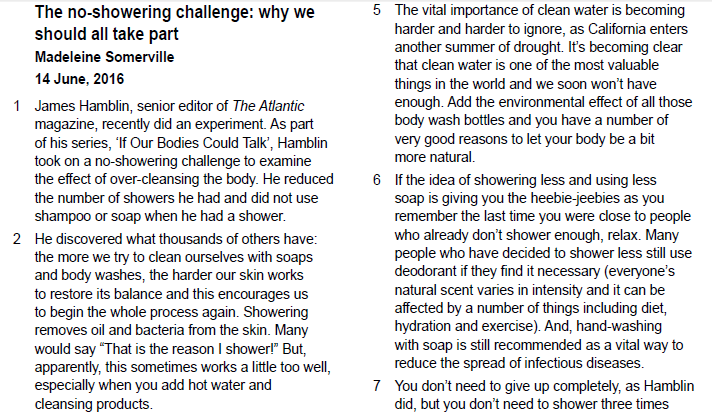 The no-showering challenge: why we
should all take part
Madeleine Somerville
14 June, 2016
1 James Hamblin, senior editor of The Atlantic
magazine, recently did an experiment. As part
of his series, ‘If Our Bodies Could Talk’, Hamblin
took on a no-showering challenge to examine
the effect of over-cleansing the body. He reduced
the number of showers he had and did not use
shampoo or soap when he had a shower.
2 He discovered what thousands of others have:
the more we try to clean ourselves with soaps
and body washes, the harder our skin works
to restore its balance and this encourages us
to begin the whole process again. Showering
removes oil and bacteria from the skin. Many
would say “That is the reason I shower!” But,
apparently, this sometimes works a little too well,
especially when you add hot water and
cleansing products.
5 The vital importance of clean water is becoming
harder and harder to ignore, as California enters
another summer of drought. It’s becoming clear
that clean water is one of the most valuable
things in the world and we soon won’t have
enough. Add the environmental effect of all those
body wash bottles and you have a number of
very good reasons to let your body be a bit
more natural.
6 If the idea of showering less and using less
soap is giving you the heebie-jeebies as you
remember the last time you were close to people
who already don’t shower enough, relax. Many
people who have decided to shower less still use
deodorant if they find it necessary (everyone’s
natural scent varies in intensity and it can be
affected by a number of things including diet,
hydration and exercise). And, hand-washing
with soap is still recommended as a vital way to
reduce the spread of infectious diseases.
7 You don’t need to give up completely, as Hamblin
did, but you don’t need to shower three times